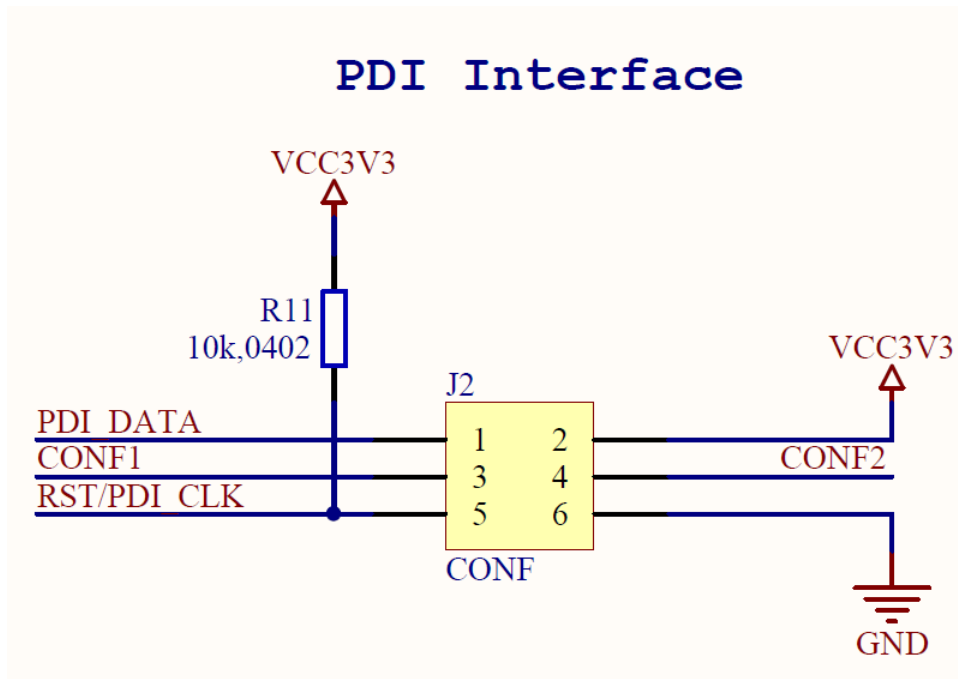 PDI Interface
VCC3V3
R11
10k,0402
VCC3V3
J2
PDI_DATA
1 2
CONF1
CONF2
3 4
RST/PDI_CLK
5 6
CONF
GND